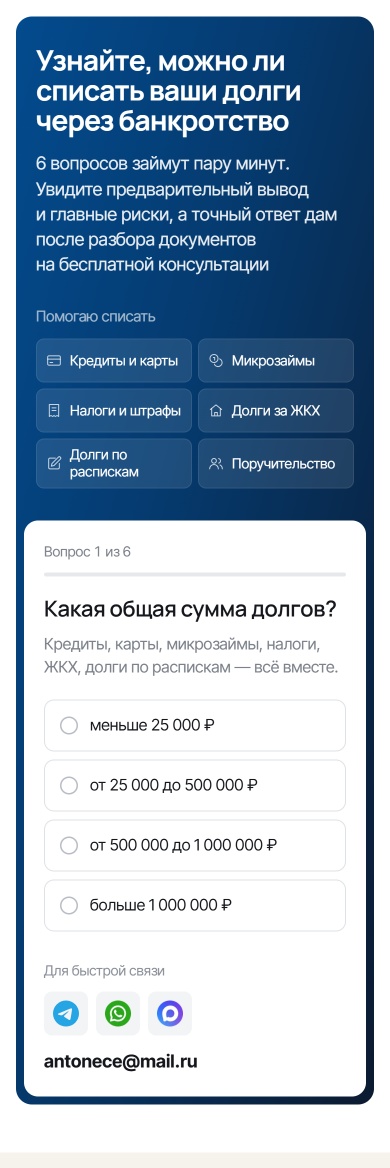 Узнайте, можно ли
списать ваши долги
через банкротство
6 вопросов займут пару минут.
Увидите предварительный вывод
и главные риски, а точный ответ дам
после разбора документов
на бесплатной консультации
Помогаю списать
Кредиты и карты
Микрозаймы
Налоги и штрафы
Долги за ЖКХ
Долги по
распискам
Поручительство
Вопрос 1 из 6
Какая общая сумма долгов?
Кредиты, карты, микрозаймы, налоги,
ЖКХ, долги по распискам — всё вместе.
меньше 25 000 ₽
от 25 000 до 500 000 ₽
от 500 000 до 1 000 000 ₽
больше 1 000 000 ₽
Для быстрой связи
antonece@mail.ru